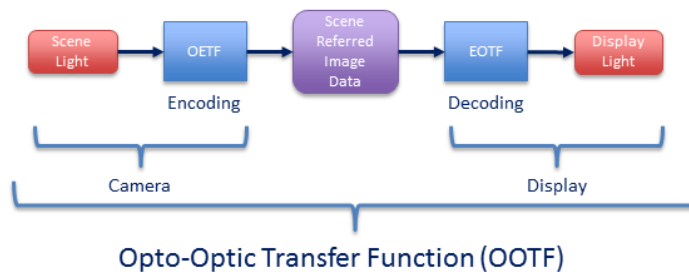 Scene
Light
OETF
Scene
Referred
Image
Data
EOTF
Display
Light
Encoding
Decoding
Camera
Display
Opto-Optic Transfer Function (OOTF)